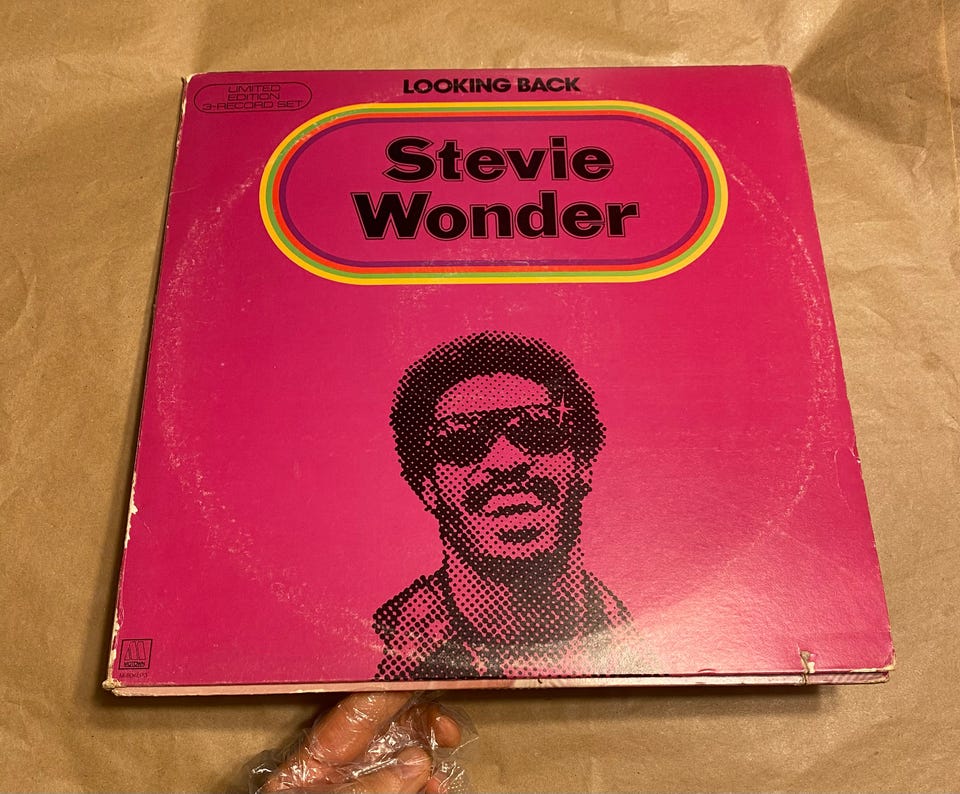 LIMITED
EDITION
3-RECORD SET
LOOKING BACK
Stevie
Wonder
MOTOWN